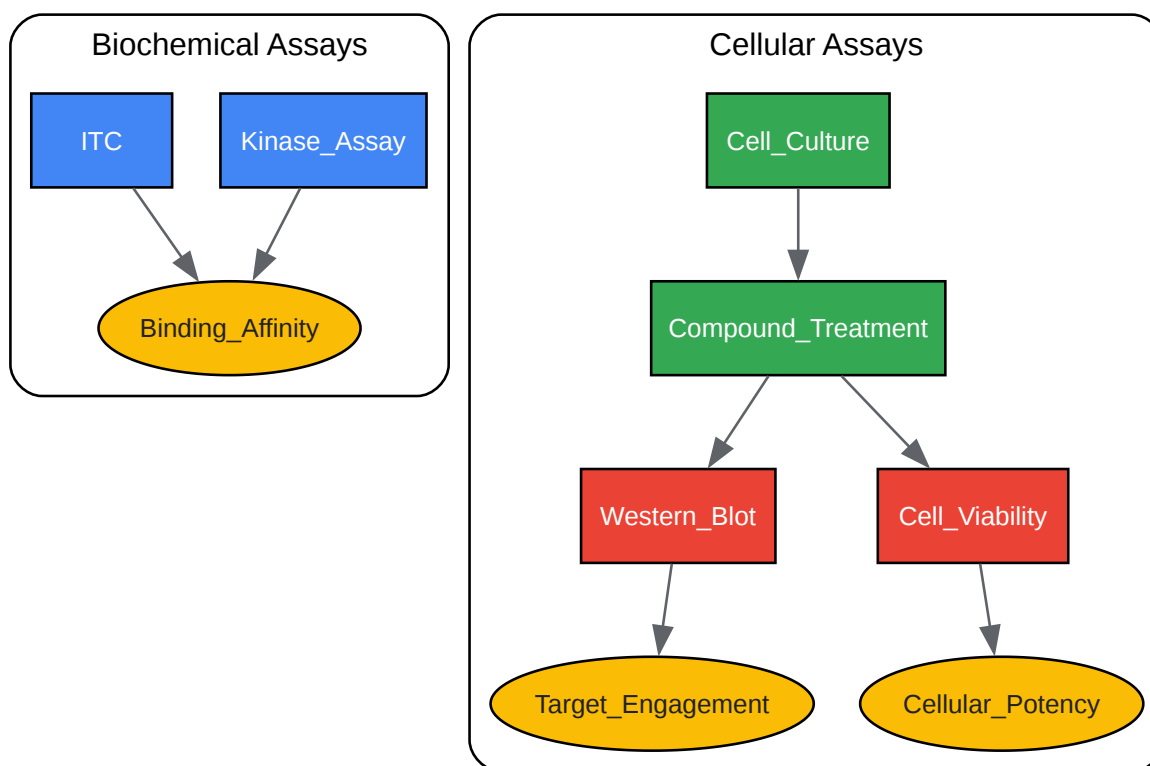 Biochemical Assays
ITC
Kinase_Assay
Binding_Affinity
Cellular Assays
Cell_Culture
Compound_Treatment
Western_Blot
Cell_Viability
Target_Engagement
Cellular_Potency